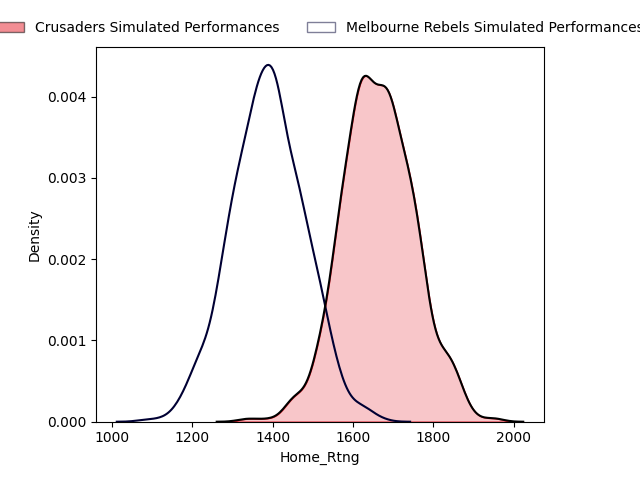 Crusaders Simulated Performances
Melbourne Rebels Simulated Performances
0.004
0.003
0.002
0.001
0.000
Density
1000 1200 1400 1600 1800 2000
Home_Rtng